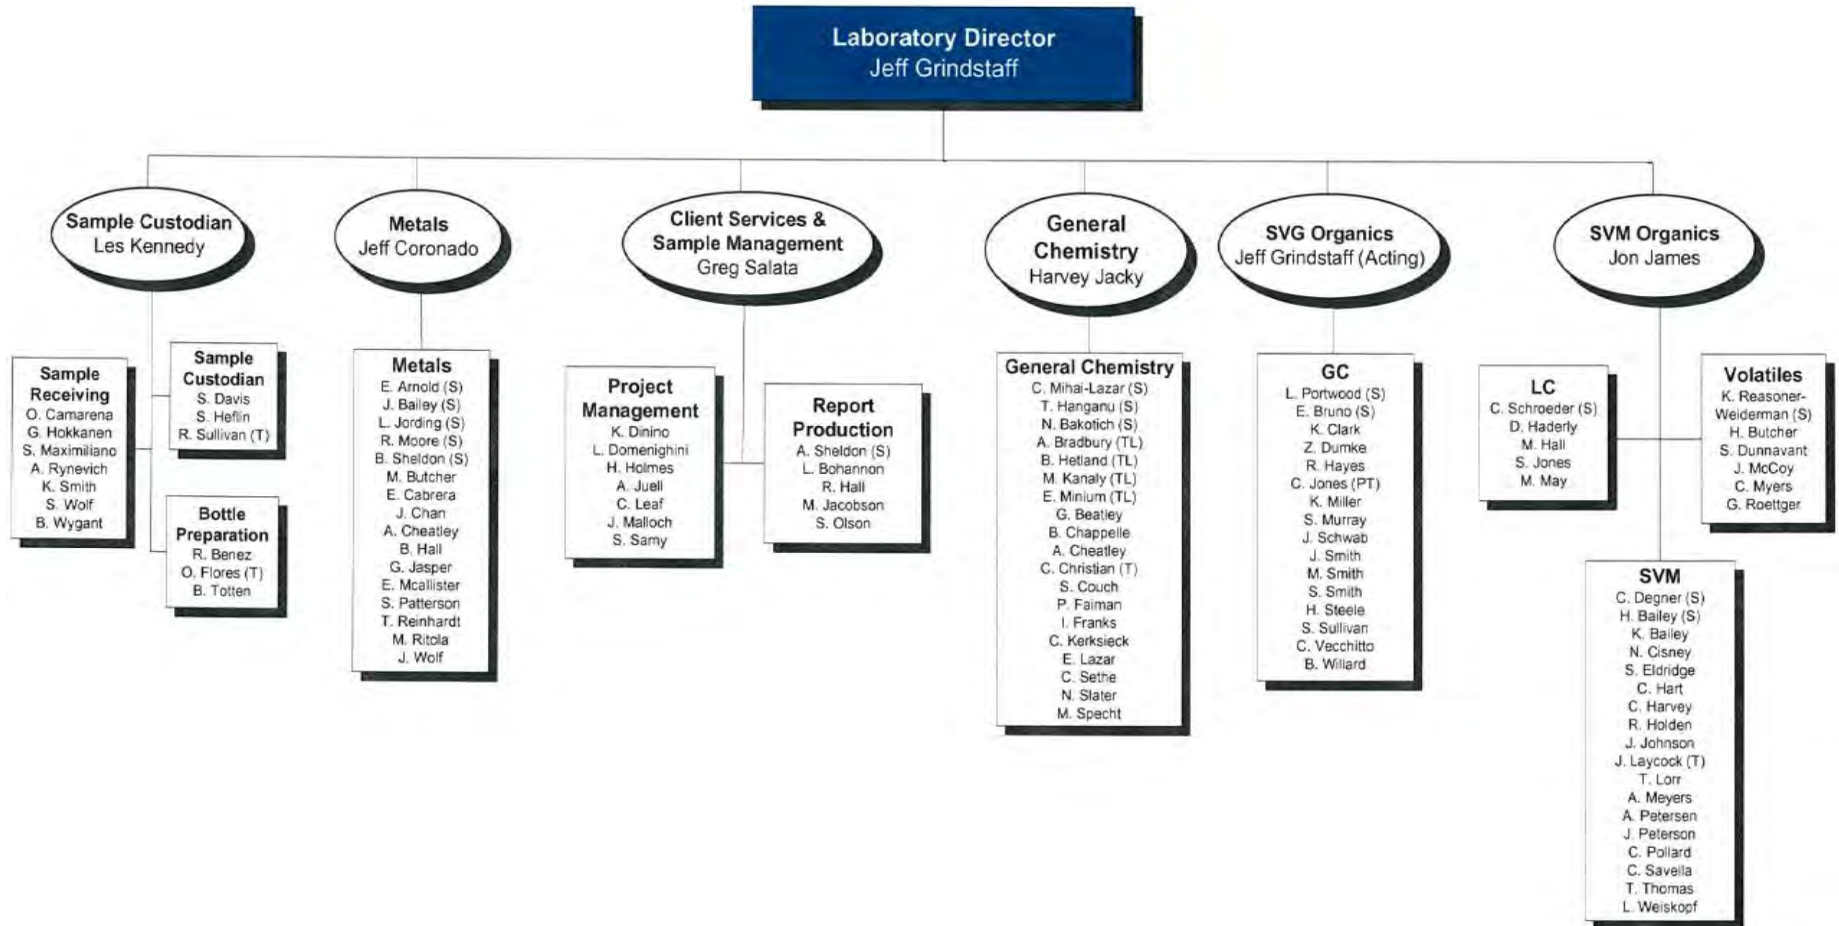 Laboratory Director
Jeff Grindstaff
Sample Custodian
Les Kennedy
Sample
Receiving
O. Camarena
G. Hokkanen
S. Maximiliano
A. Rynevich
K. Smith
S. Wolf
B. Wygant
Sample
Custodian
S. Davis
S. Heflin
R. Sullivan (T)
Bottle
Preparation
R. Benez
O. Flores (T)
B. Totten
Metals
Jeff Coronado
Metals
E. Arnold (S)
J. Bailey (S)
L. Jording (S)
R. Moore (S)
B. Sheldon (S)
M. Butcher
E. Cabrera
J. Chan
A. Cheatley
B. Hall
G. Jasper
E. Mcallister
S. Patterson
T. Reinhardt
M. Ritola
J. Wolf
Client Services &
Sample Management
Greg Salata
Project
Management
K. Dinino
L. Domenighini
H. Holmes
A. Juell
C. Leaf
J. Malloch
S. Samy
Report
Production
A. Sheldon (S)
L. Bohannon
R. Hall
M. Jacobson
S. Olson
General
Chemistry
Harvey Jacky
General Chemistry
C. Mihai-Lazar (S)
T. Hanganu (S)
N. Bakotich (S)
A. Bradbury (TL)
B. Hetland (TL)
M. Kanaly (TL)
E. Minium (TL)
G. Beatley
B. Chappelle
A. Cheatley
C. Christian (T)
S. Couch
P. Faiman
I. Franks
C. Kerksieck
E. Lazar
C. Sethe
N. Slater
M. Specht
SVG Organics
Jeff Grindstaff (Acting)
GC
L. Portwood (S)
E. Bruno (S)
K. Clark
Z. Dumke
R. Hayes
C. Jones (PT)
K. Miller
S. Murray
J. Schwab
J. Smith
M. Smith
S. Smith
H. Steele
S. Sullivan
C. Vecchitto
B. Willard
SVM Organics
Jon James
LC
C. Schroeder (S)
D. Haderly
M. Hall
S. Jones
M. May
Volatiles
K. Reasoner-
Weiderman (S)
H. Butcher
S. Dunnavant
J. McCoy
C. Myers
G. Roettger
SVM
C. Degner (S)
H. Bailey (S)
K. Bailey
N. Cisney
S. Eldridge
C. Hart
C. Harvey
R. Holden
J. Johnson
J. Laycock (T)
T. Lorr
A. Meyers
A. Petersen
J. Peterson
C. Pollard
C. Savella
T. Thomas
L. Weiskopf